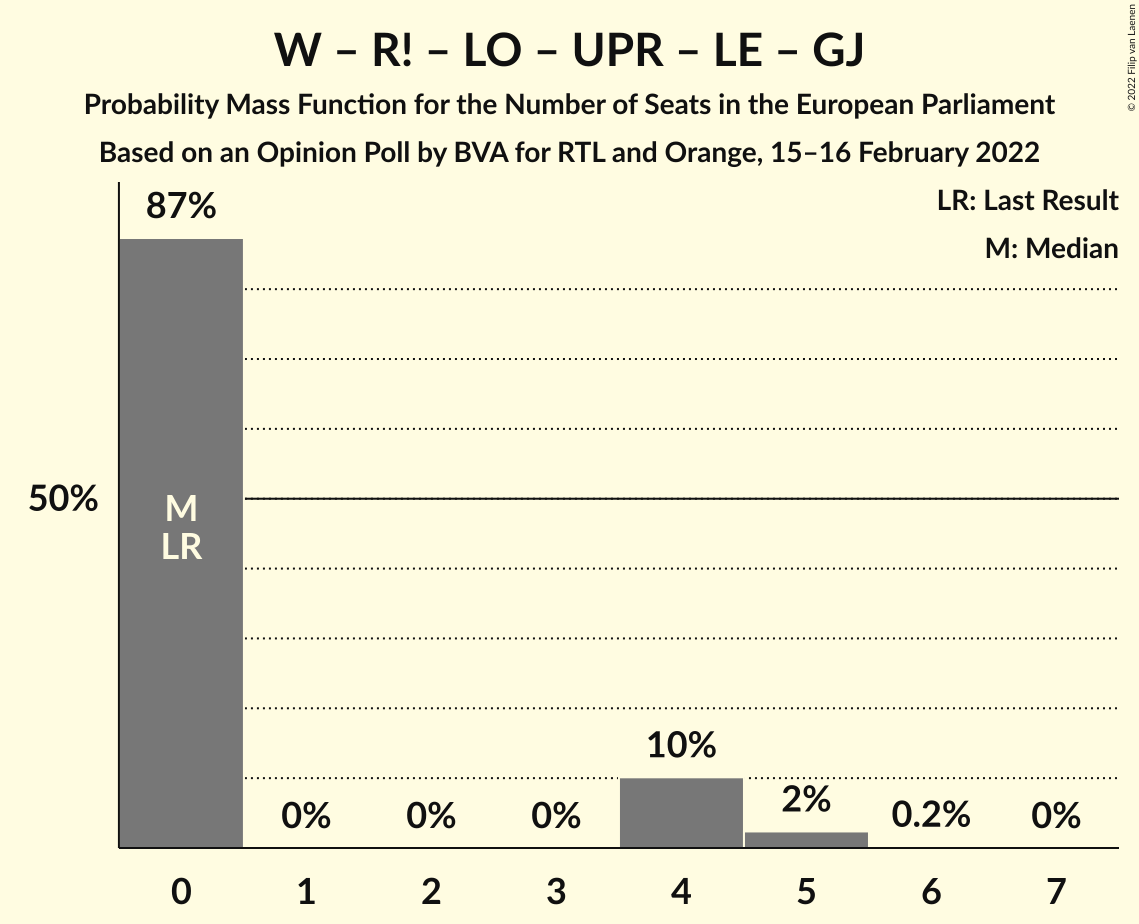 W – R! – LO – UPR – LE – GJ
Probability Mass Function for the Number of Seats in the European Parliament
Based on an Opinion Poll by BVA for RTL and Orange, 15–16 February 2022
© 2022 Filip van Laenen
LR: Last Result
M: Median
87%
50%
M
LR
0%
0%
0%
10%
2%
0.2%
0%
0
1
2
3
4
5
6
7